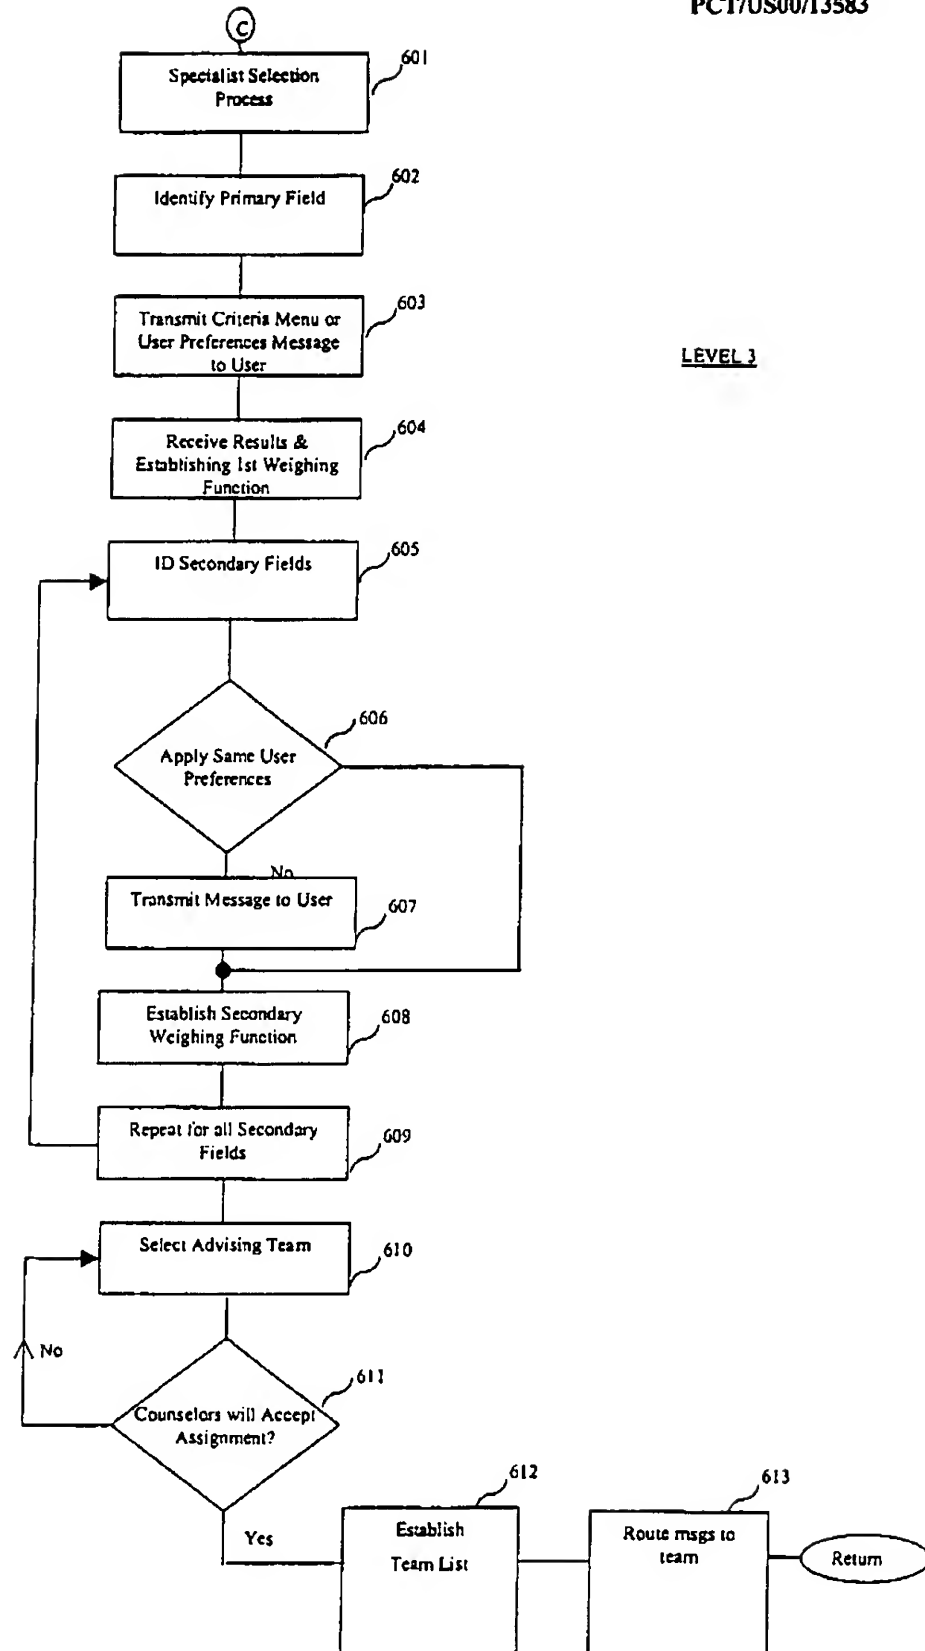 PCT/US00/13583
C
Specialist Selection
Process
601
Identify Primary Field
602
Transmit Criteria Menu or
User Preferences Message
to User
603
LEVEL 3
Receive Results &
Establishing 1st Weighing
Function
604
ID Secondary Fields
605
Apply Same User
Preferences
606
No
Transmit Message to User
607
Establish Secondary
Weighing Function
608
Repeat for all Secondary
Fields
609
Select Advising Team
610
No
Counselors will Accept
Assignment?
611
Yes
Establish
Team List
612
Route msgs to
team
613
Return